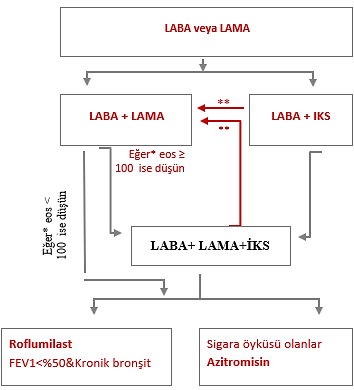 LABA veya LAMA
LABA + LAMA
**
**
LABA + IKS
Eğer* eos ≥
100 ise düşün
Eğer* eos <
100 ise düşün
LABA+ LAMA+İKS
Roflumilast
FEV1<%50&Kronik bronşit
Sigara öyküsü olanlar
Azitromisin